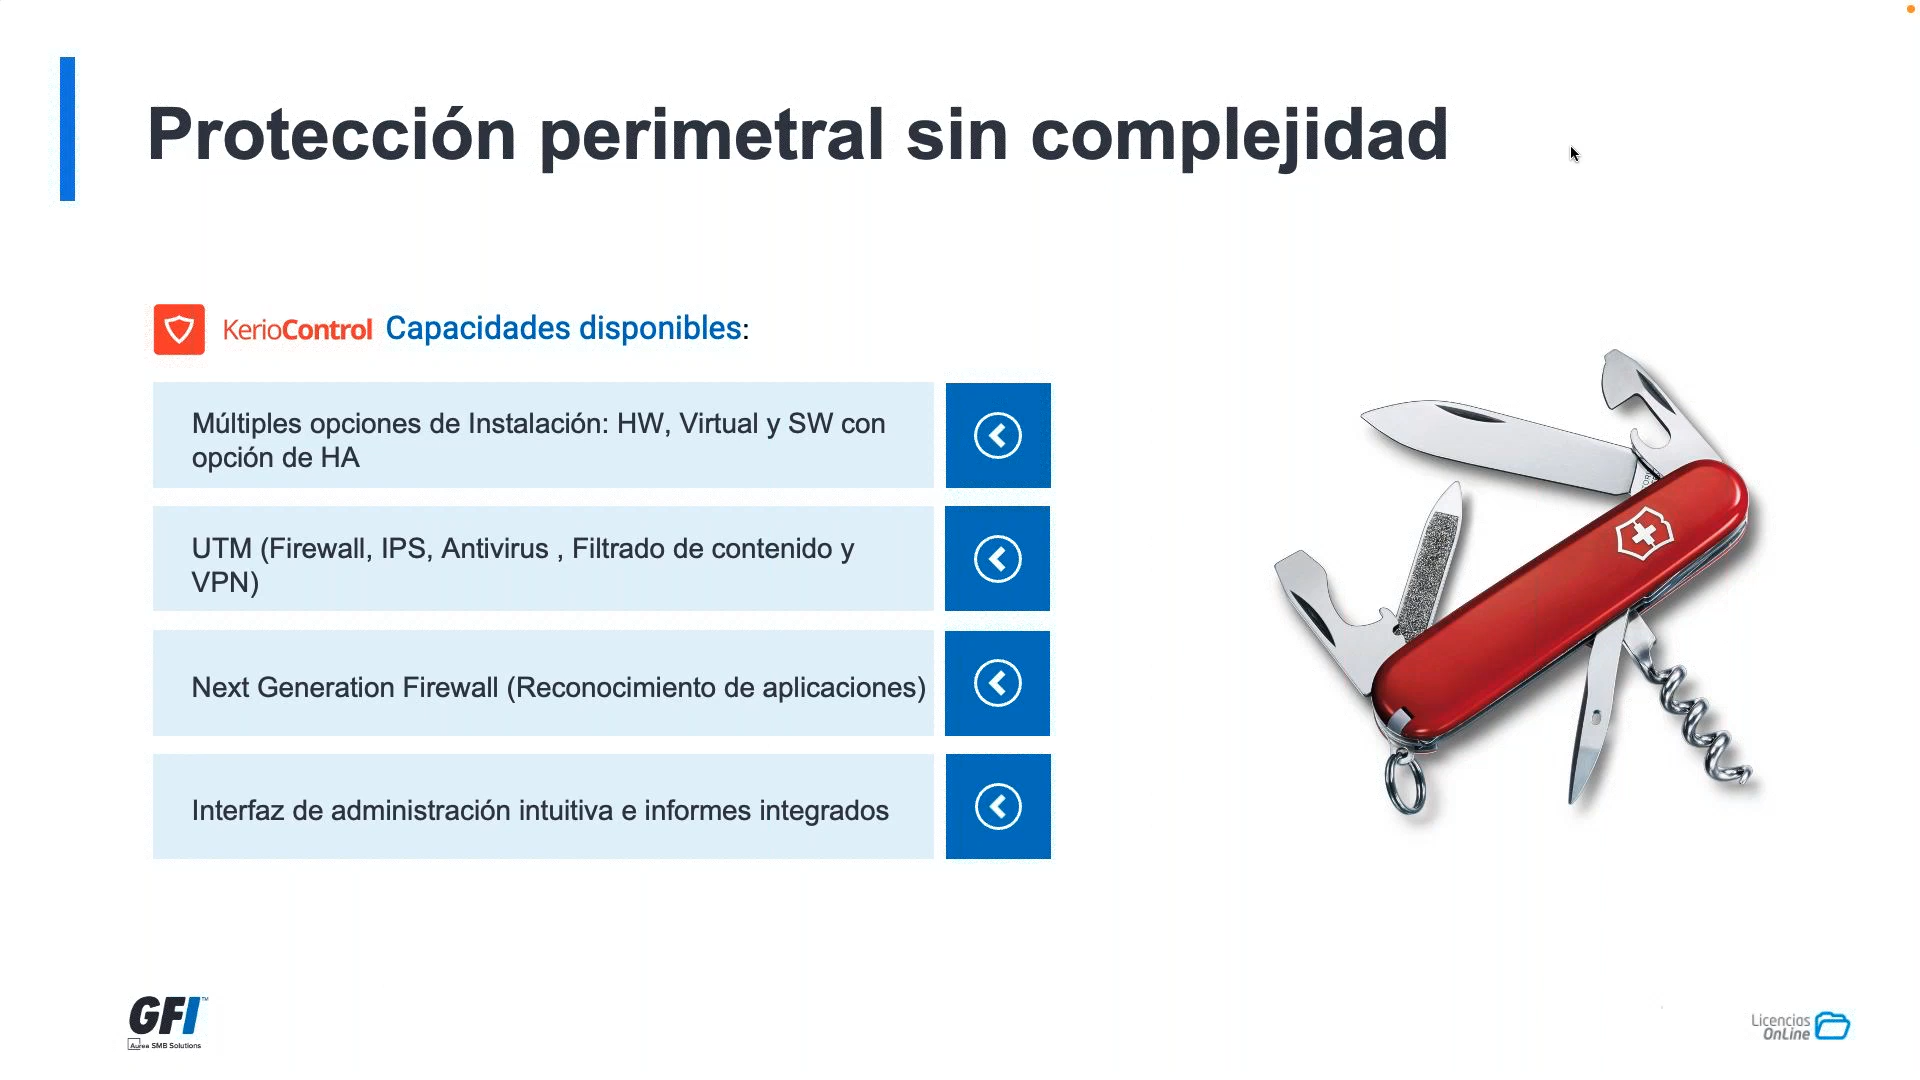 Protección perimetral sin complejidad
KerioControl Capacidades disponibles:
Múltiples opciones de Instalación: HW, Virtual y SW con
opción de HA
UTM (Firewall, IPS, Antivirus , Filtrado de contenido y
VPN)
Next Generation Firewall (Reconocimiento de aplicaciones)
Interfaz de administración intuitiva e informes integrados
GFI™
Aurea SMB Solutions
Licencias
OnLine